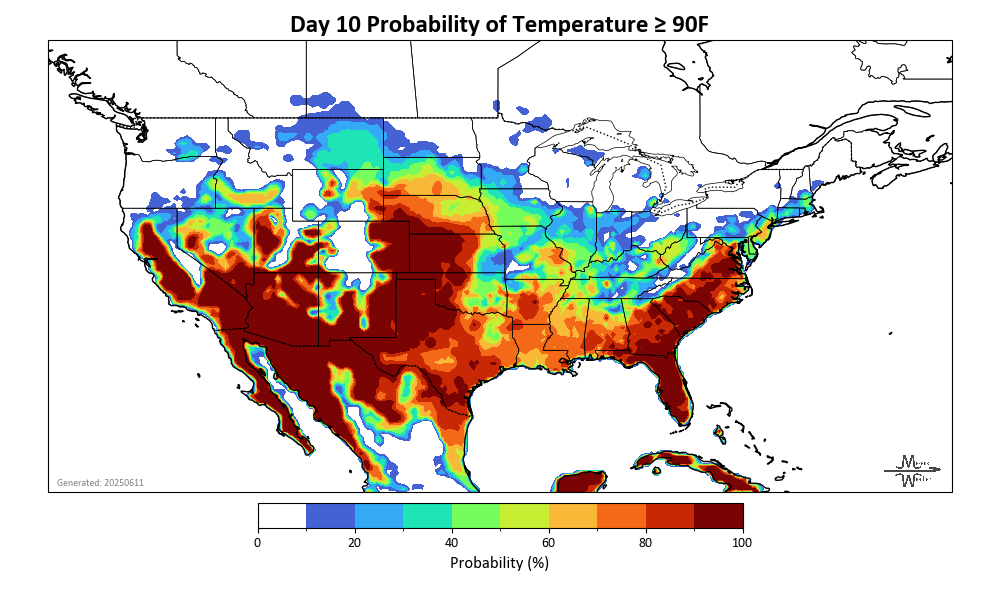 Day 10 Probability of Temperature ≥ 90F
Generated: 20250611
0 20 40 60 80 100
Probability (%)